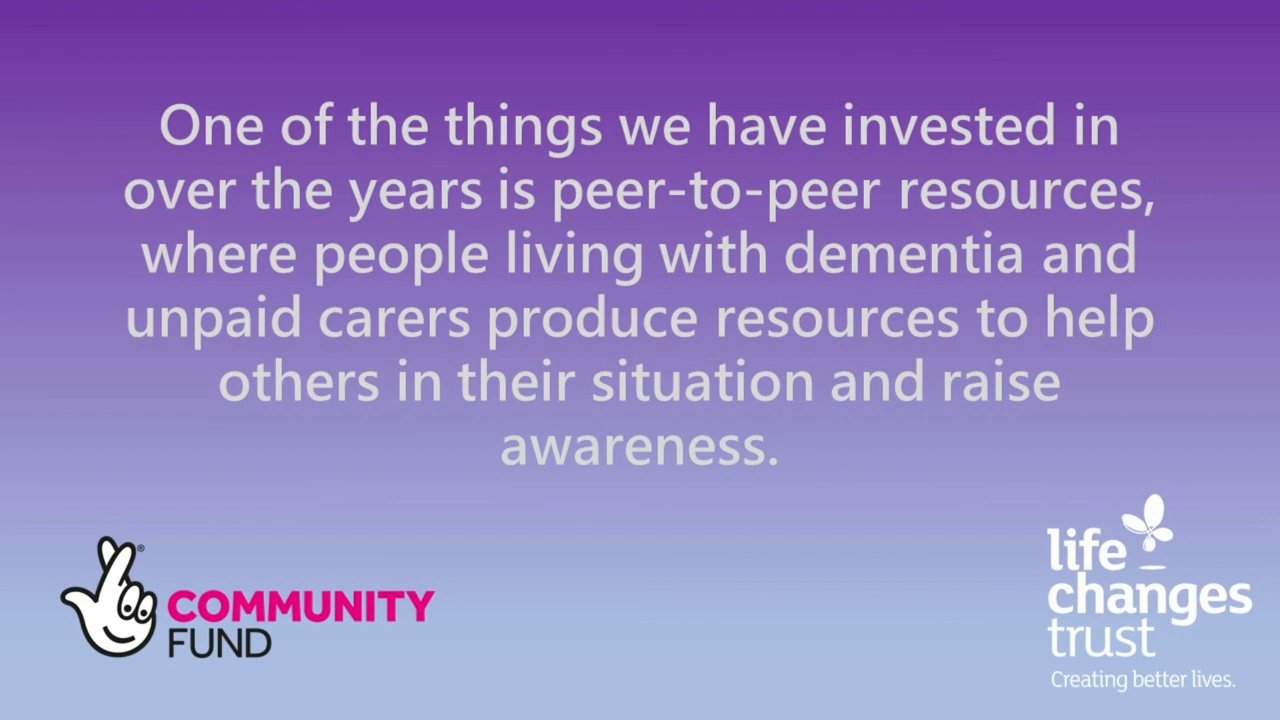 One of the things we have invested in
over the years is peer-to-peer resources,
where people living with dementia and
unpaid carers produce resources to help
others in their situation and raise
awareness.
®
COMMUNITY
FUND
life
changes
trust
Creating better lives.